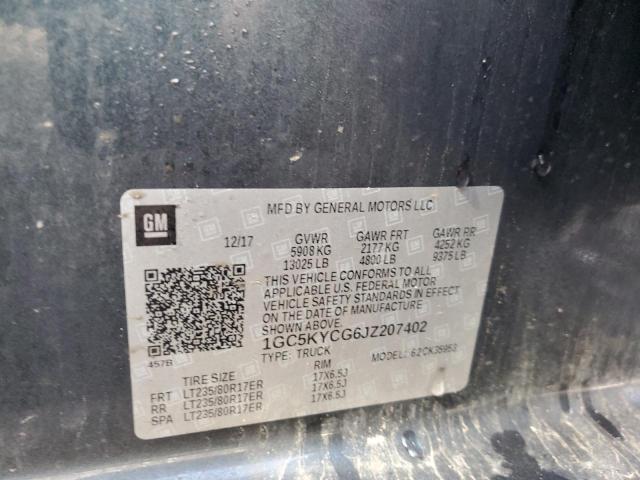 GM
MFD BY GENERAL MOTORS LLC
12/17 GVWR GAWR FRT GAWR RR
5908 KG 2177 KG 4252 KG
13025 LB 4800 LB 9375 LB
THIS VEHICLE CONFORMS TO ALL
APPLICABLE U.S. FEDERAL MOTOR
VEHICLE SAFETY STANDARDS IN EFFECT
ON THE DATE OF MANUFACTURE
SHOWN ABOVE.
1GC5KYCG6JZ207402
457B TYPE: TRUCK MODEL: 62CK35953
TIRE SIZE RIM
FRT LT235/80R17ER 17X6.5J
RR LT235/80R17ER 17X6.5J
SPA LT235/80R17ER 17X6.5J